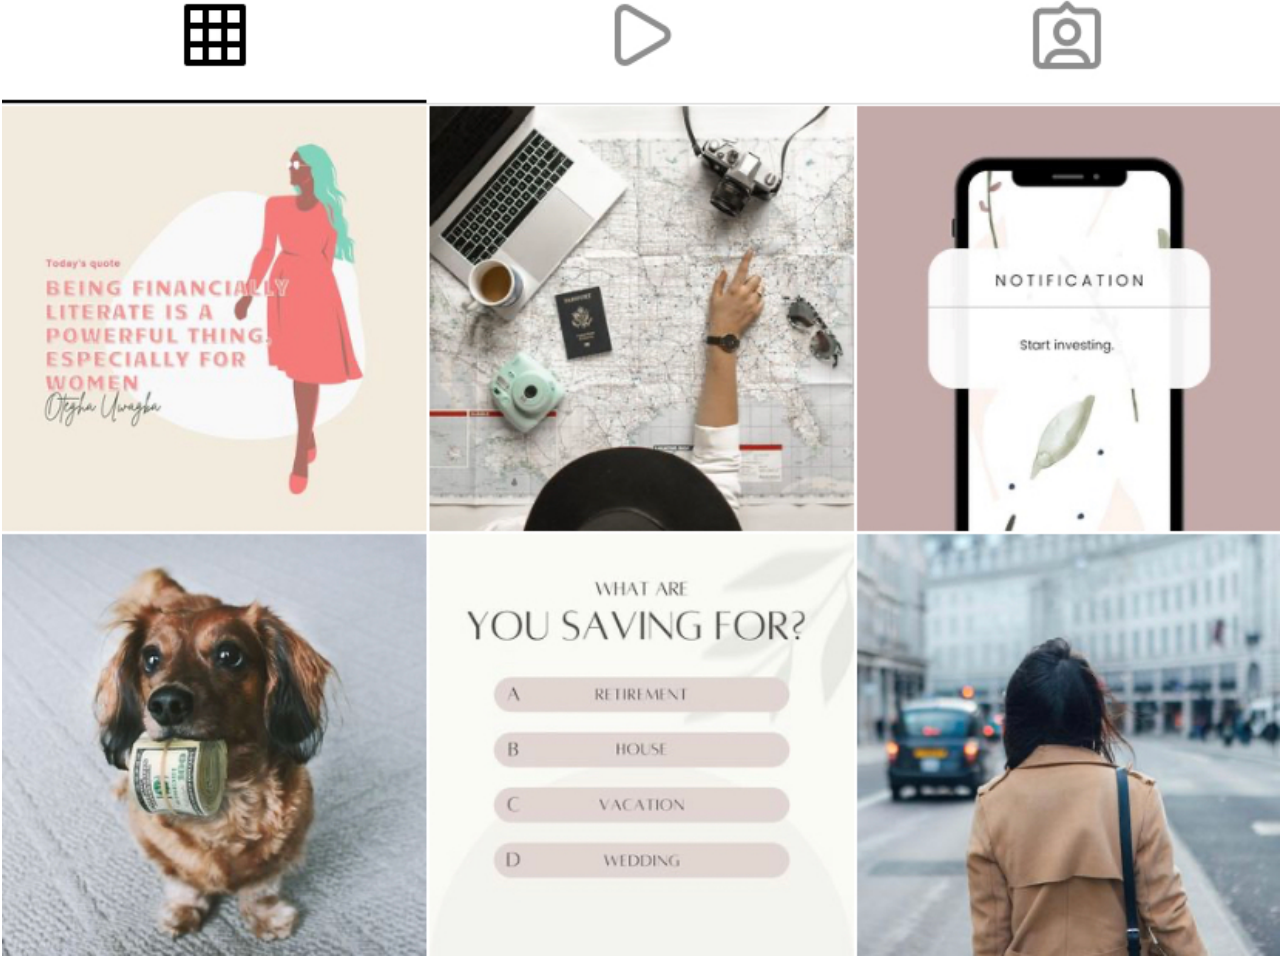 Today's quote
BEING FINANCIALLY
LITERATE IS A
POWERFUL THING,
ESPECIALLY FOR
WOMEN
Otegha Uwagba
PASSPORT
NOTIFICATION
Start investing.
WHAT ARE
YOU SAVING FOR?
A RETIREMENT
B HOUSE
C VACATION
D WEDDING